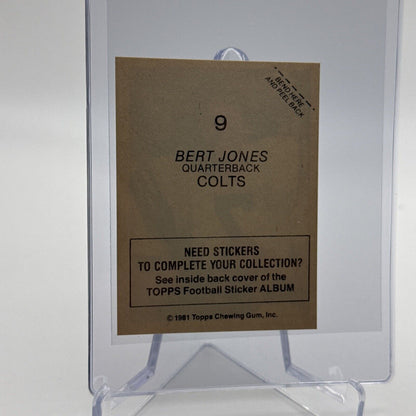 BEND HERE
AND PEEL BACK
9
BERT JONES
QUARTERBACK
COLTS
NEED STICKERS
TO COMPLETE YOUR COLLECTION?
See inside back cover of the
TOPPS Football Sticker ALBUM
© 1981 Topps Chewing Gum, Inc.